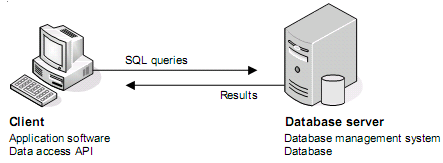 SQL queries
Results
Client
Application software
Data access API
Database server
Database management system
Database